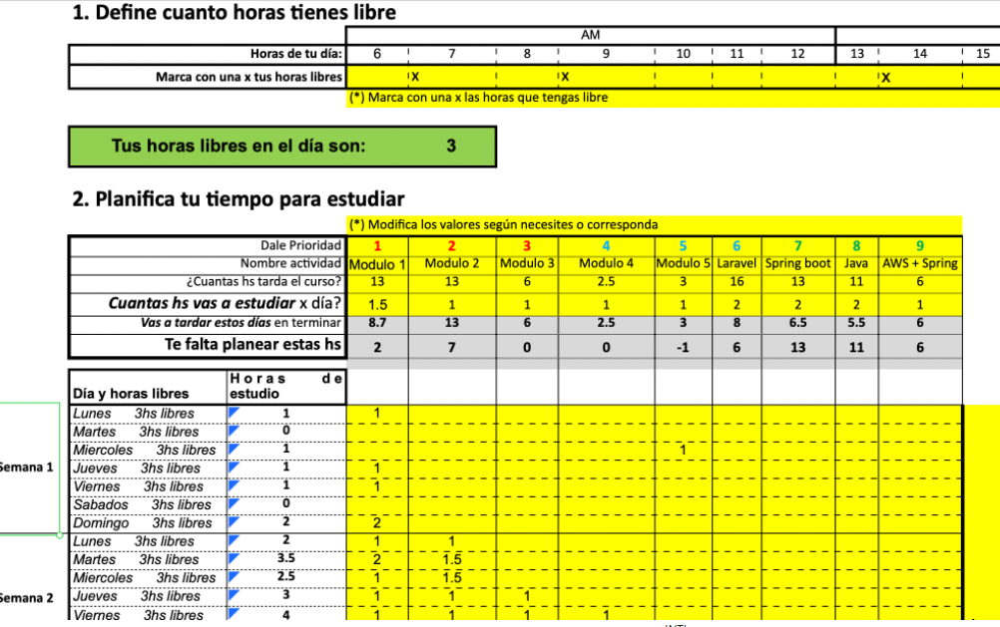 1. Define cuanto horas tienes libre
AM
Horas de tu día: 6 7 8 9 10 11 12 13 14 15
Marca con una x tus horas libres x x x
(*) Marca con una x las horas que tengas libre
Tus horas libres en el día son: 3
2. Planifica tu tiempo para estudiar
(*) Modifica los valores según necesites o corresponda
Dale Prioridad 1 2 3 4 5 6 7 8 9
Nombre actividad Modulo 1 Modulo 2 Modulo 3 Modulo 4 Modulo 5 Laravel Spring boot Java AWS + Spring
¿Cuantas hs tarda el curso? 13 13 6 2.5 3 16 13 11 6
Cuantas hs vas a estudiar x día? 1.5 1 1 1 1 2 2 2 1
Vas a tardar estos días en terminar 8.7 13 6 2.5 3 8 6.5 5.5 6
Te falta planear estas hs 2 7 0 0 -1 6 13 11 6
Día y horas libres Horas de estudio
Lunes 3hs libres 1 1
Martes 3hs libres 0
Miercoles 3hs libres 1 1
Semana 1 Jueves 3hs libres 1 1
Viernes 3hs libres 1 1
Sabados 3hs libres 0
Domingo 3hs libres 2 2
Lunes 3hs libres 2 1 1
Martes 3hs libres 3.5 2 1.5
Miercoles 3hs libres 2.5 1 1.5
Semana 2 Jueves 3hs libres 3 1 1 1
Viernes 3hs libres 4 1 1 1 1